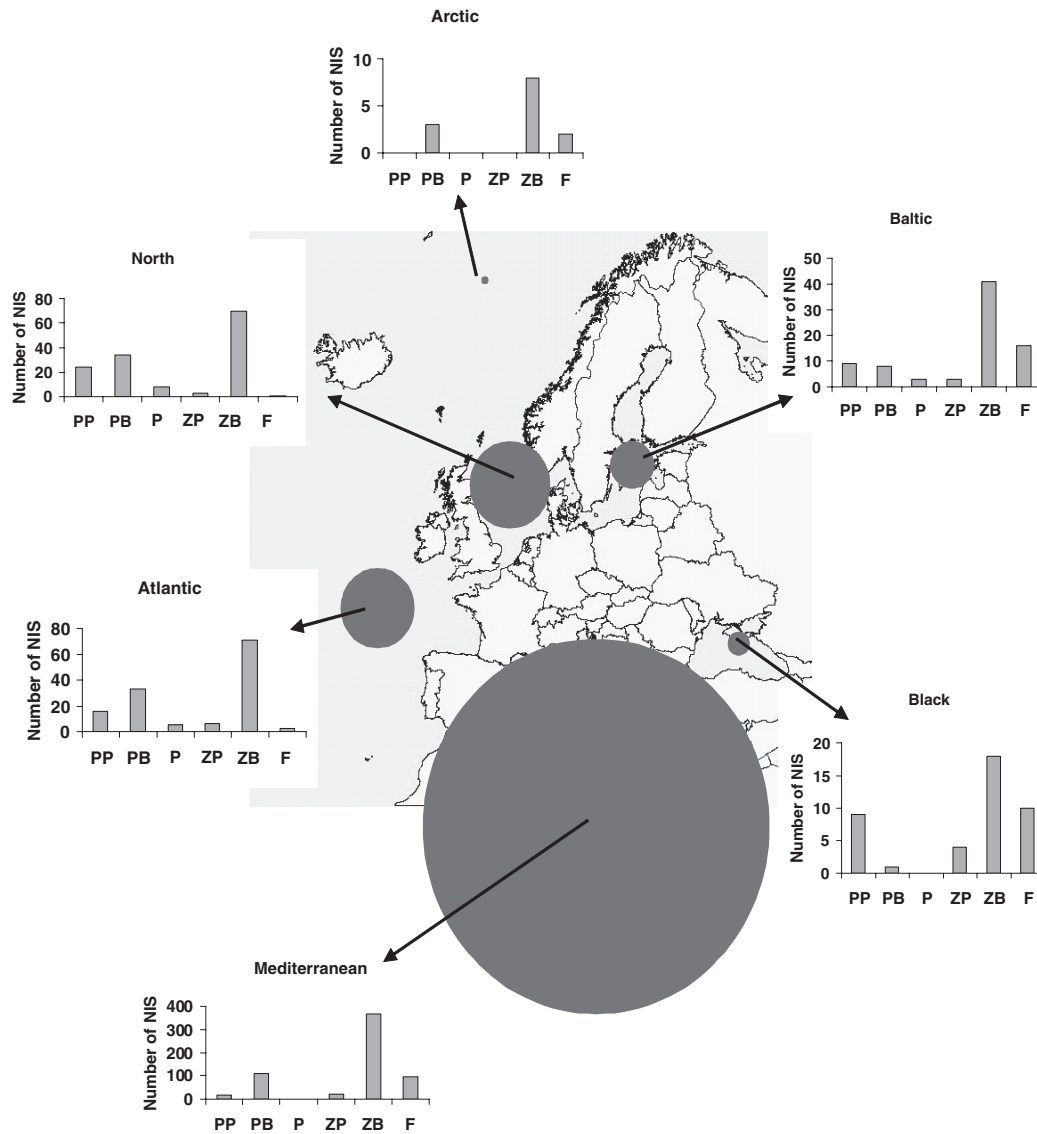 Arctic
Number of NIS
10
5
0
PP PB P ZP ZB F
North
Number of NIS
80
60
40
20
0
PP PB P ZP ZB F
Baltic
Number of NIS
50
40
30
20
10
0
PP PB P ZP ZB F
Atlantic
Number of NIS
80
60
40
20
0
PP PB P ZP ZB F
Black
Number of NIS
20
15
10
5
0
PP PB P ZP ZB F
Mediterranean
Number of NIS
400
300
200
100
0
PP PB P ZP ZB F